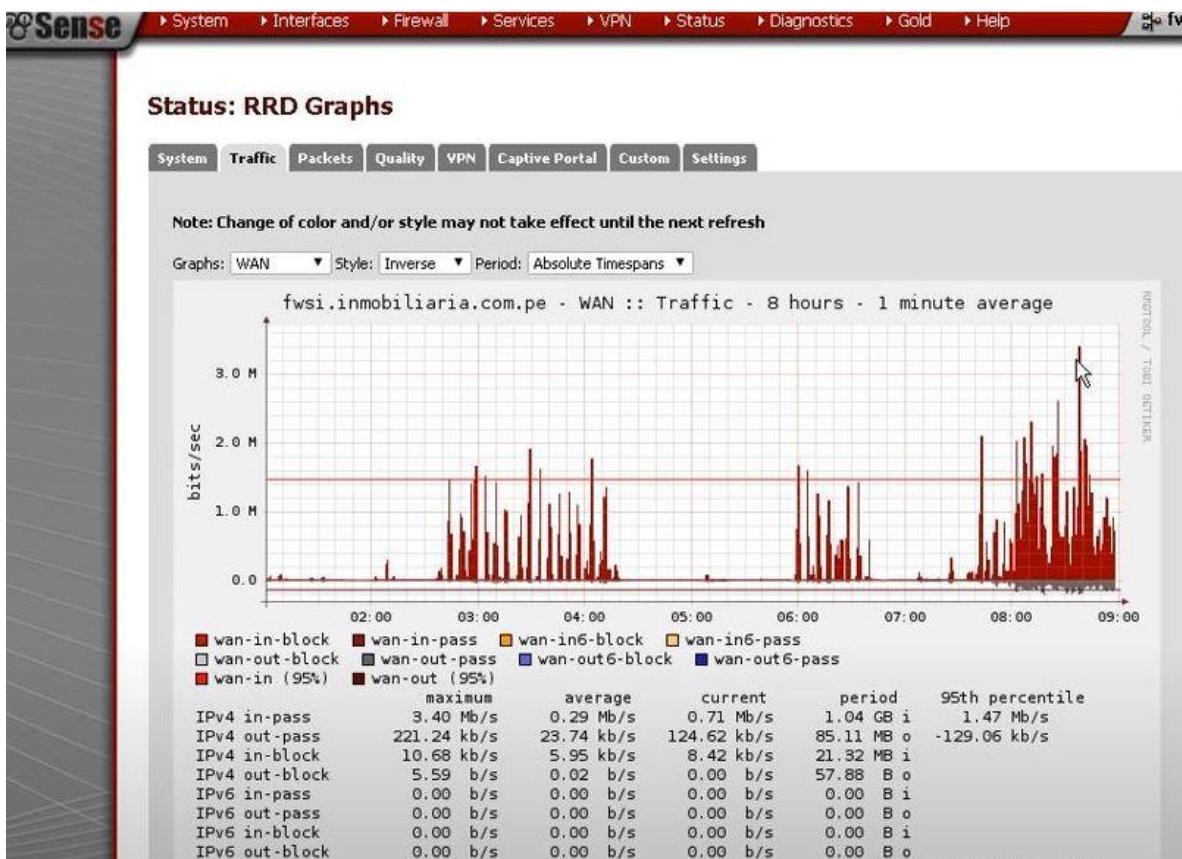 Sense
System Interfaces Firewall Services VPN Status Diagnostics Gold Help
Status: RRD Graphs
System Traffic Packets Quality VPN Captive Portal Custom Settings
Note: Change of color and/or style may not take effect until the next refresh
Graphs: WAN Style: Inverse Period: Absolute Timespans
fwsi.inmobiliaria.com.pe - WAN :: Traffic - 8 hours - 1 minute average
RRDTOOL / TOBI OETIKER
bits/sec
3.0 M
2.0 M
1.0 M
0.0
02:00 03:00 04:00 05:00 06:00 07:00 08:00 09:00
wan-in-block wan-in-pass wan-in6-block wan-in6-pass
wan-out-block wan-out-pass wan-out6-block wan-out6-pass
wan-in (95%) wan-out (95%)
maximum average current period 95th percentile
IPv4 in-pass 3.40 Mb/s 0.29 Mb/s 0.71 Mb/s 1.04 GB i 1.47 Mb/s
IPv4 out-pass 221.24 kb/s 23.74 kb/s 124.62 kb/s 85.11 MB o -129.06 kb/s
IPv4 in-block 10.68 kb/s 5.95 kb/s 8.42 kb/s 21.32 MB i
IPv4 out-block 5.59 b/s 0.02 b/s 0.00 b/s 57.88 B o
IPv6 in-pass 0.00 b/s 0.00 b/s 0.00 b/s 0.00 B i
IPv6 out-pass 0.00 b/s 0.00 b/s 0.00 b/s 0.00 B o
IPv6 in-block 0.00 b/s 0.00 b/s 0.00 b/s 0.00 B i
IPv6 out-block 0.00 b/s 0.00 b/s 0.00 b/s 0.00 B o